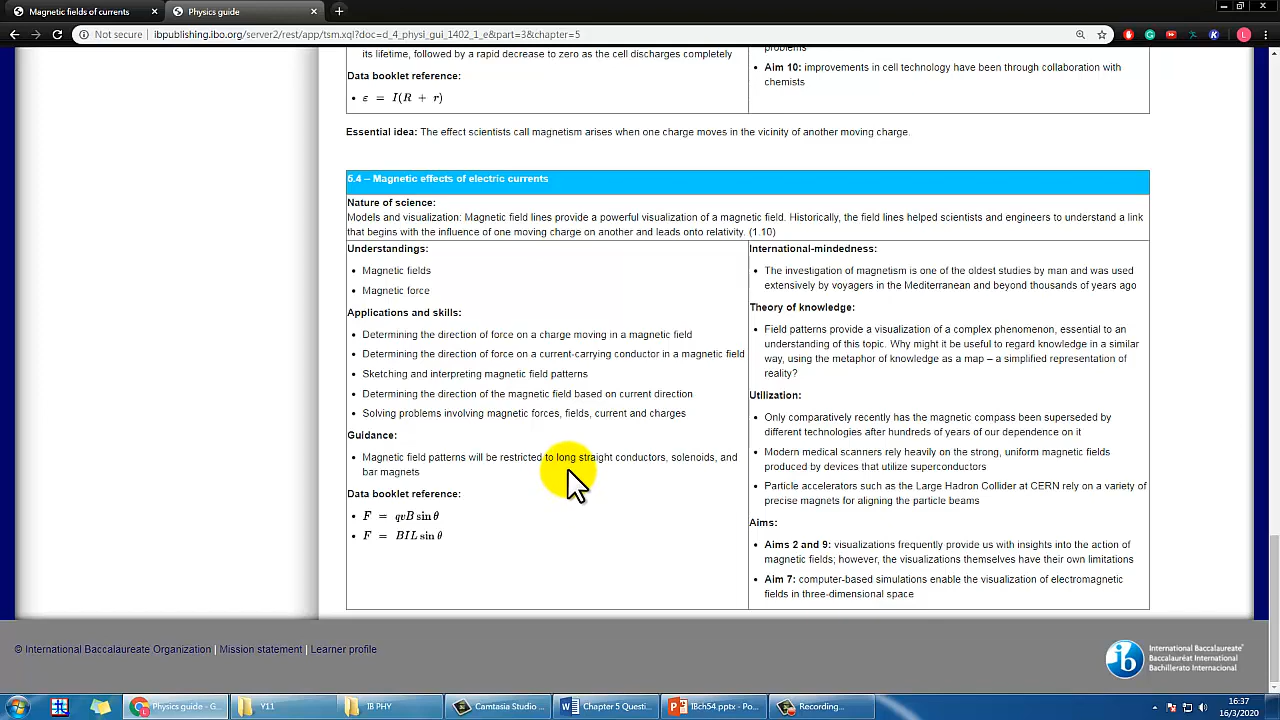 Magnetic fields of currents
Physics guide
Not secure | ibpublishing.ibo.org/server2/rest/app/tsm.xql?doc=d_4_physi_gui_1402_1_e&part=3&chapter=5
its lifetime, followed by a rapid decrease to zero as the cell discharges completely
Data booklet reference:
• ε = I(R + r)
problems
• Aim 10: improvements in cell technology have been through collaboration with
chemists
Essential idea: The effect scientists call magnetism arises when one charge moves in the vicinity of another moving charge.
5.4 – Magnetic effects of electric currents
Nature of science:
Models and visualization: Magnetic field lines provide a powerful visualization of a magnetic field. Historically, the field lines helped scientists and engineers to understand a link
that begins with the influence of one moving charge on another and leads onto relativity. (1.10)
Understandings:
• Magnetic fields
• Magnetic force
Applications and skills:
• Determining the direction of force on a charge moving in a magnetic field
• Determining the direction of force on a current-carrying conductor in a magnetic field
• Sketching and interpreting magnetic field patterns
• Determining the direction of the magnetic field based on current direction
• Solving problems involving magnetic forces, fields, current and charges
Guidance:
• Magnetic field patterns will be restricted to long straight conductors, solenoids, and
bar magnets
Data booklet reference:
• F = qvB sin θ
• F = BIL sin θ
International-mindedness:
• The investigation of magnetism is one of the oldest studies by man and was used
extensively by voyagers in the Mediterranean and beyond thousands of years ago
Theory of knowledge:
• Field patterns provide a visualization of a complex phenomenon, essential to an
understanding of this topic. Why might it be useful to regard knowledge in a similar
way, using the metaphor of knowledge as a map – a simplified representation of
reality?
Utilization:
• Only comparatively recently has the magnetic compass been superseded by
different technologies after hundreds of years of our dependence on it
• Modern medical scanners rely heavily on the strong, uniform magnetic fields
produced by devices that utilize superconductors
• Particle accelerators such as the Large Hadron Collider at CERN rely on a variety of
precise magnets for aligning the particle beams
Aims:
• Aims 2 and 9: visualizations frequently provide us with insights into the action of
magnetic fields; however, the visualizations themselves have their own limitations
• Aim 7: computer-based simulations enable the visualization of electromagnetic
fields in three-dimensional space
© International Baccalaureate Organization | Mission statement | Learner profile
ib
International Baccalaureate®
Baccalauréat International
Bachillerato Internacional
Physics guide - G...
Y11
IB PHY
Camtasia Studio ...
Chapter 5 Questi...
IBch54.pptx - Po...
Recording...
16:37
16/3/2020